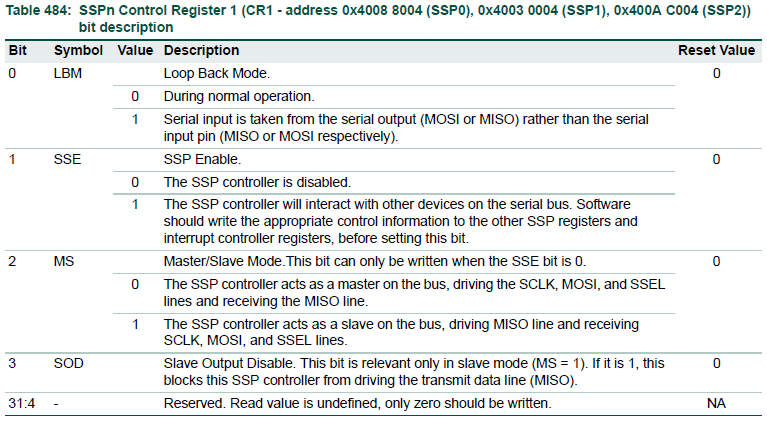 Table 484: SSPn Control Register 1 (CR1 - address 0x4008 8004 (SSP0), 0x4003 0004 (SSP1), 0x400A C004 (SSP2))
bit description
Bit Symbol Value Description Reset Value
0 LBM Loop Back Mode. 0
0 During normal operation.
1 Serial input is taken from the serial output (MOSI or MISO) rather than the serial
input pin (MISO or MOSI respectively).
1 SSE SSP Enable. 0
0 The SSP controller is disabled.
1 The SSP controller will interact with other devices on the serial bus. Software
should write the appropriate control information to the other SSP registers and
interrupt controller registers, before setting this bit.
2 MS Master/Slave Mode.This bit can only be written when the SSE bit is 0. 0
0 The SSP controller acts as a master on the bus, driving the SCLK, MOSI, and SSEL
lines and receiving the MISO line.
1 The SSP controller acts as a slave on the bus, driving MISO line and receiving
SCLK, MOSI, and SSEL lines.
3 SOD Slave Output Disable. This bit is relevant only in slave mode (MS = 1). If it is 1, this 0
blocks this SSP controller from driving the transmit data line (MISO).
31:4 - Reserved. Read value is undefined, only zero should be written. NA